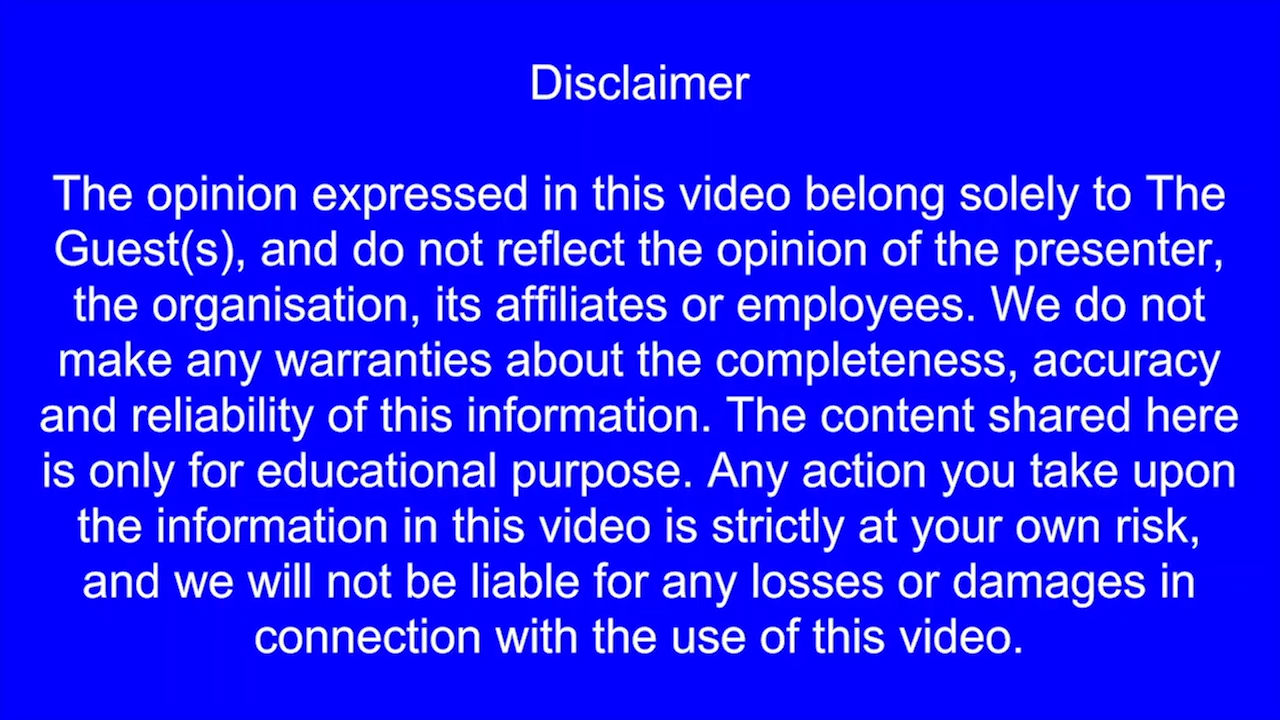 Disclaimer
The opinion expressed in this video belong solely to The
Guest(s), and do not reflect the opinion of the presenter,
the organisation, its affiliates or employees. We do not
make any warranties about the completeness, accuracy
and reliability of this information. The content shared here
is only for educational purpose. Any action you take upon
the information in this video is strictly at your own risk,
and we will not be liable for any losses or damages in
connection with the use of this video.